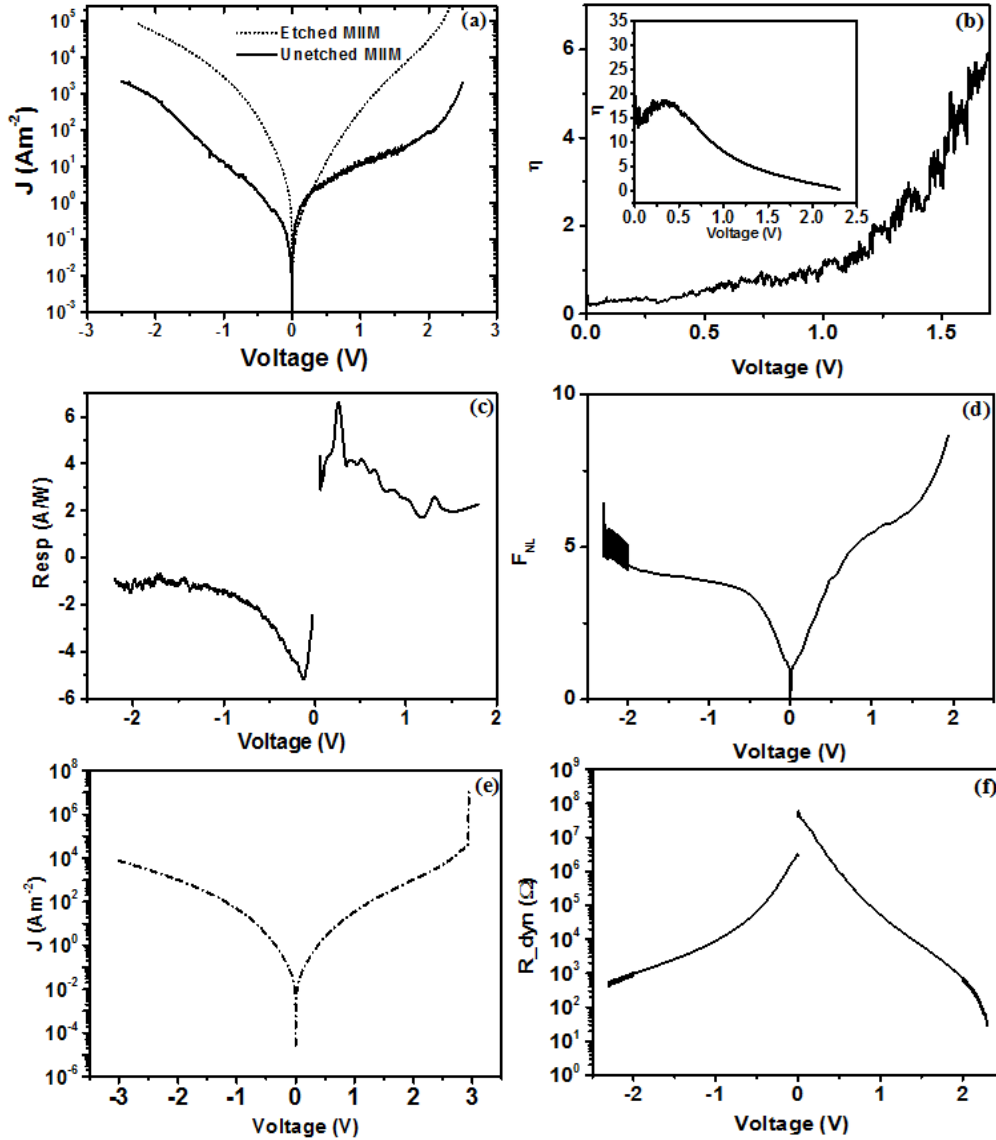 (a)
Etched MIIM
Unetched MIIM
J (Am⁻²)
10⁵
10⁴
10³
10²
10¹
10⁰
10⁻¹
10⁻²
10⁻³
-3 -2 -1 0 1 2 3
Voltage (V)
(b)
η
6
4
2
0
0.0 0.5 1.0 1.5
Voltage (V)
η
35
30
25
20
15
10
5
0
0.0 0.5 1.0 1.5 2.0 2.5
Voltage (V)
(c)
Resp (A/W)
6
4
2
0
-2
-4
-6
-2 -1 0 1 2
Voltage (V)
(d)
F_NL
10
5
0
-2 -1 0 1 2
Voltage (V)
(e)
J (Am⁻²)
10⁸
10⁶
10⁴
10²
10⁰
10⁻²
10⁻⁴
10⁻⁶
-3 -2 -1 0 1 2 3
Voltage (V)
(f)
R_dyn (Ω)
10⁹
10⁸
10⁷
10⁶
10⁵
10⁴
10³
10²
10¹
10⁰
-2 -1 0 1 2
Voltage (V)